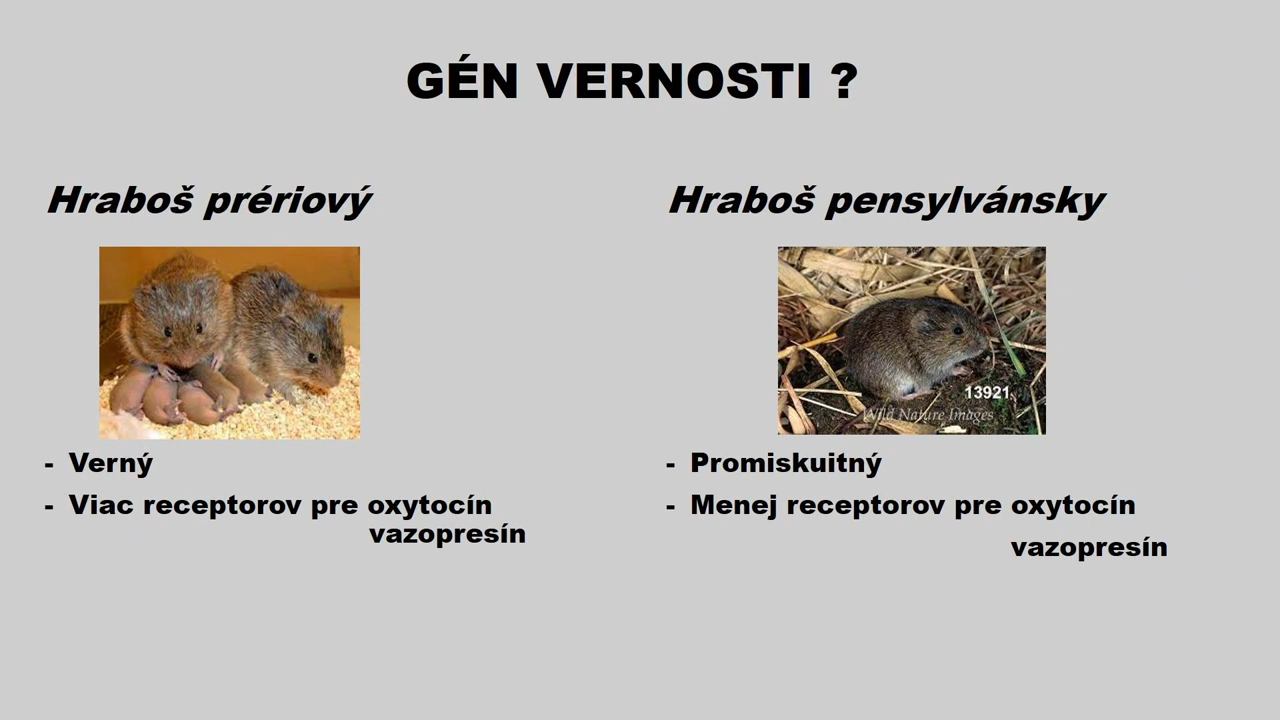 GÉN VERNOSTI ?
Hraboš prériový
- Verný
- Viac receptorov pre oxytocín
vazopresín
Hraboš pensylvánsky
13921
Wild Nature Images
- Promiskuitný
- Menej receptorov pre oxytocín
vazopresín